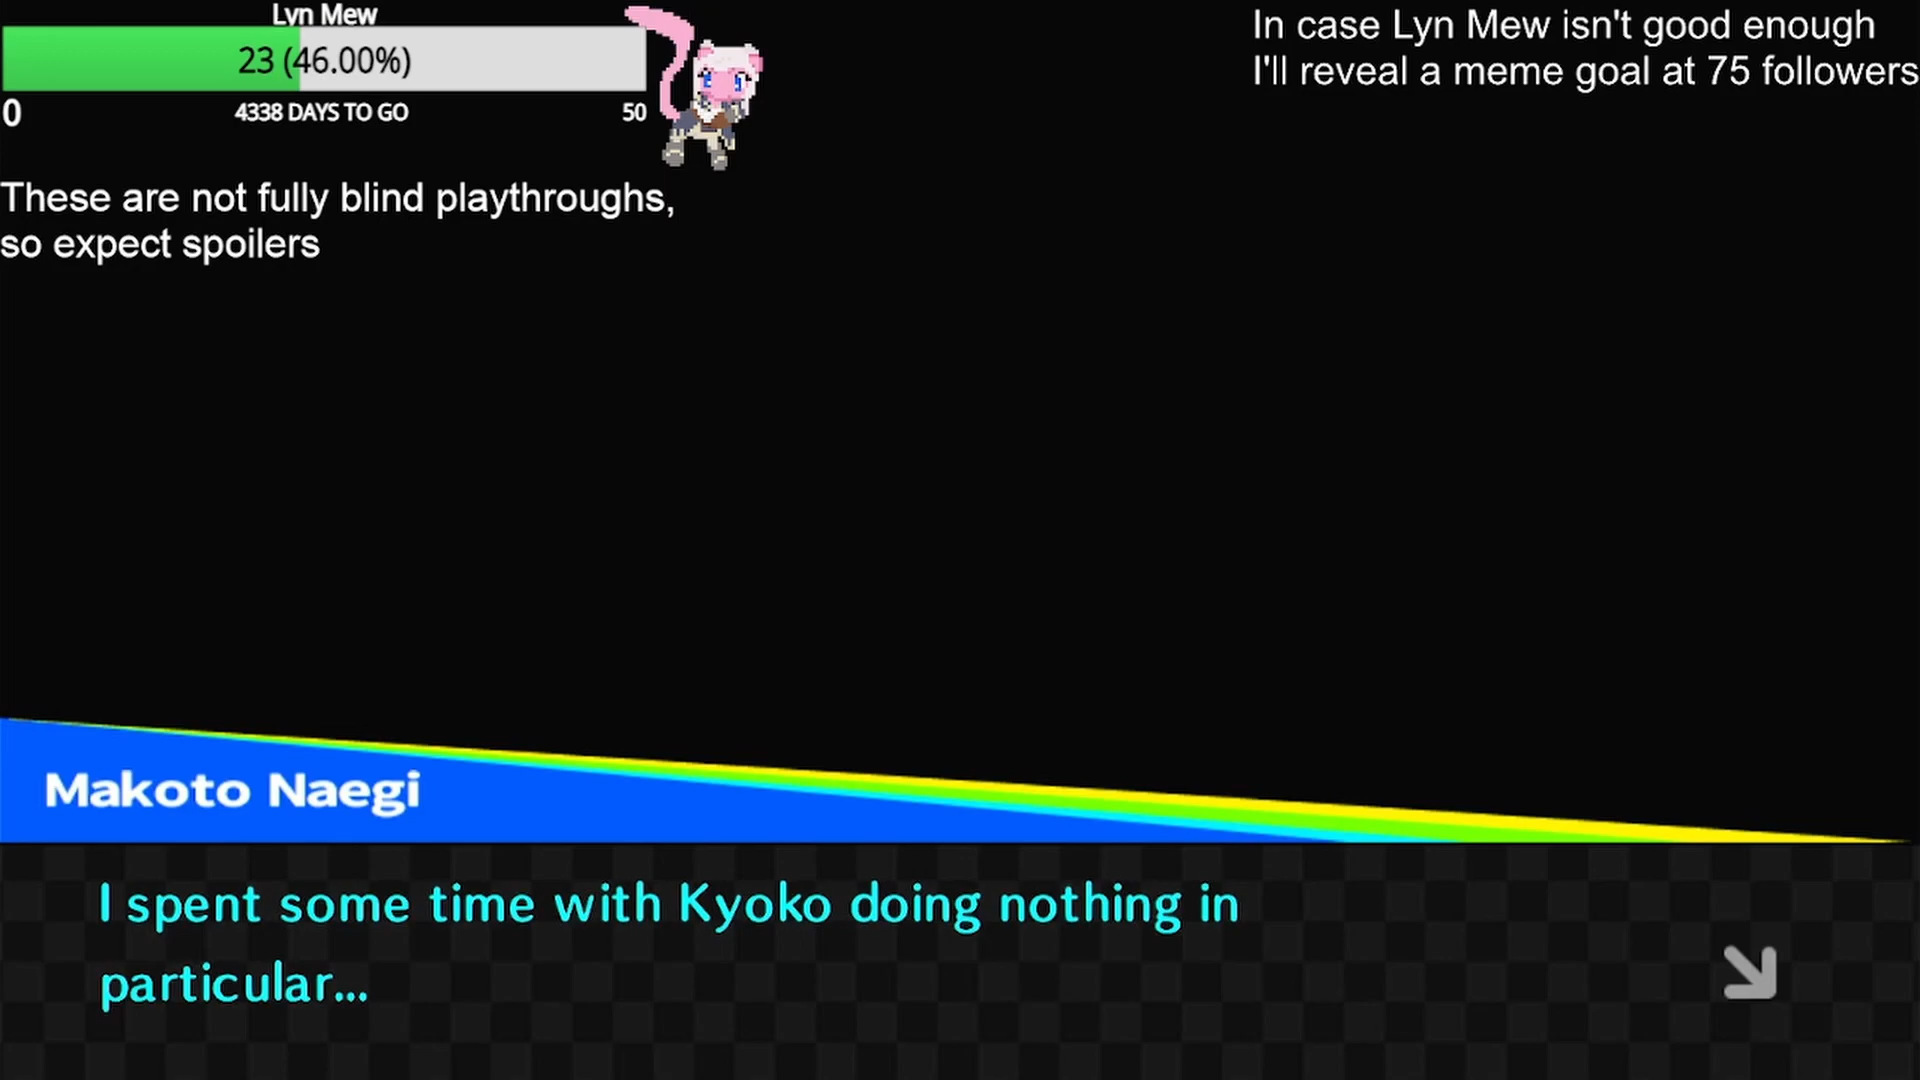 Lyn Mew
23 (46.00%)
0
4338 DAYS TO GO
50
In case Lyn Mew isn't good enough
I'll reveal a meme goal at 75 followers
These are not fully blind playthroughs,
so expect spoilers
Makoto Naegi
I spent some time with Kyoko doing nothing in
particular...